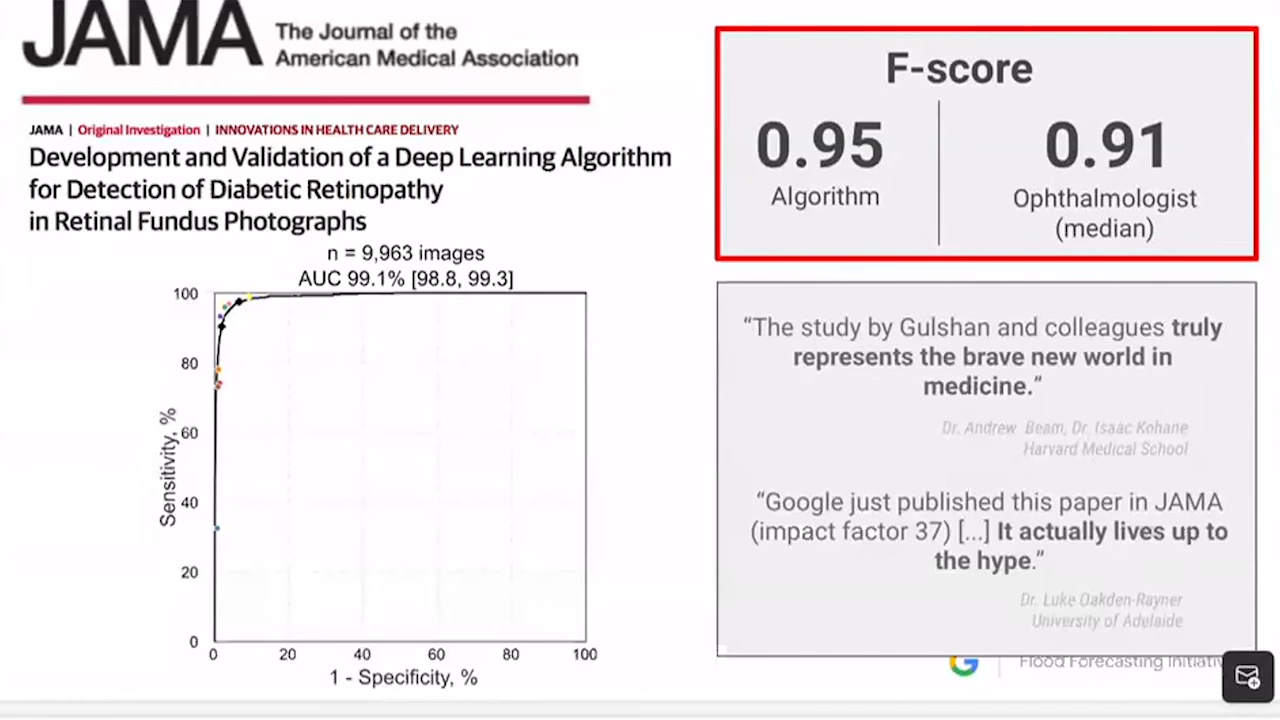 JAMA
The Journal of the
American Medical Association
JAMA | Original Investigation | INNOVATIONS IN HEALTH CARE DELIVERY
Development and Validation of a Deep Learning Algorithm
for Detection of Diabetic Retinopathy
in Retinal Fundus Photographs
n = 9,963 images
AUC 99.1% [98.8, 99.3]
100
80
60
40
20
0
Sensitivity, %
0 20 40 60 80 100
1 - Specificity, %
F-score
0.95
Algorithm
0.91
Ophthalmologist
(median)
“The study by Gulshan and colleagues truly
represents the brave new world in
medicine.”
Dr. Andrew Beam, Dr. Isaac Kohane
Harvard Medical School
“Google just published this paper in JAMA
(impact factor 37) [...] It actually lives up to
the hype.”
Dr. Luke Oakden-Rayner
University of Adelaide
Flood Forecasting Initiativ